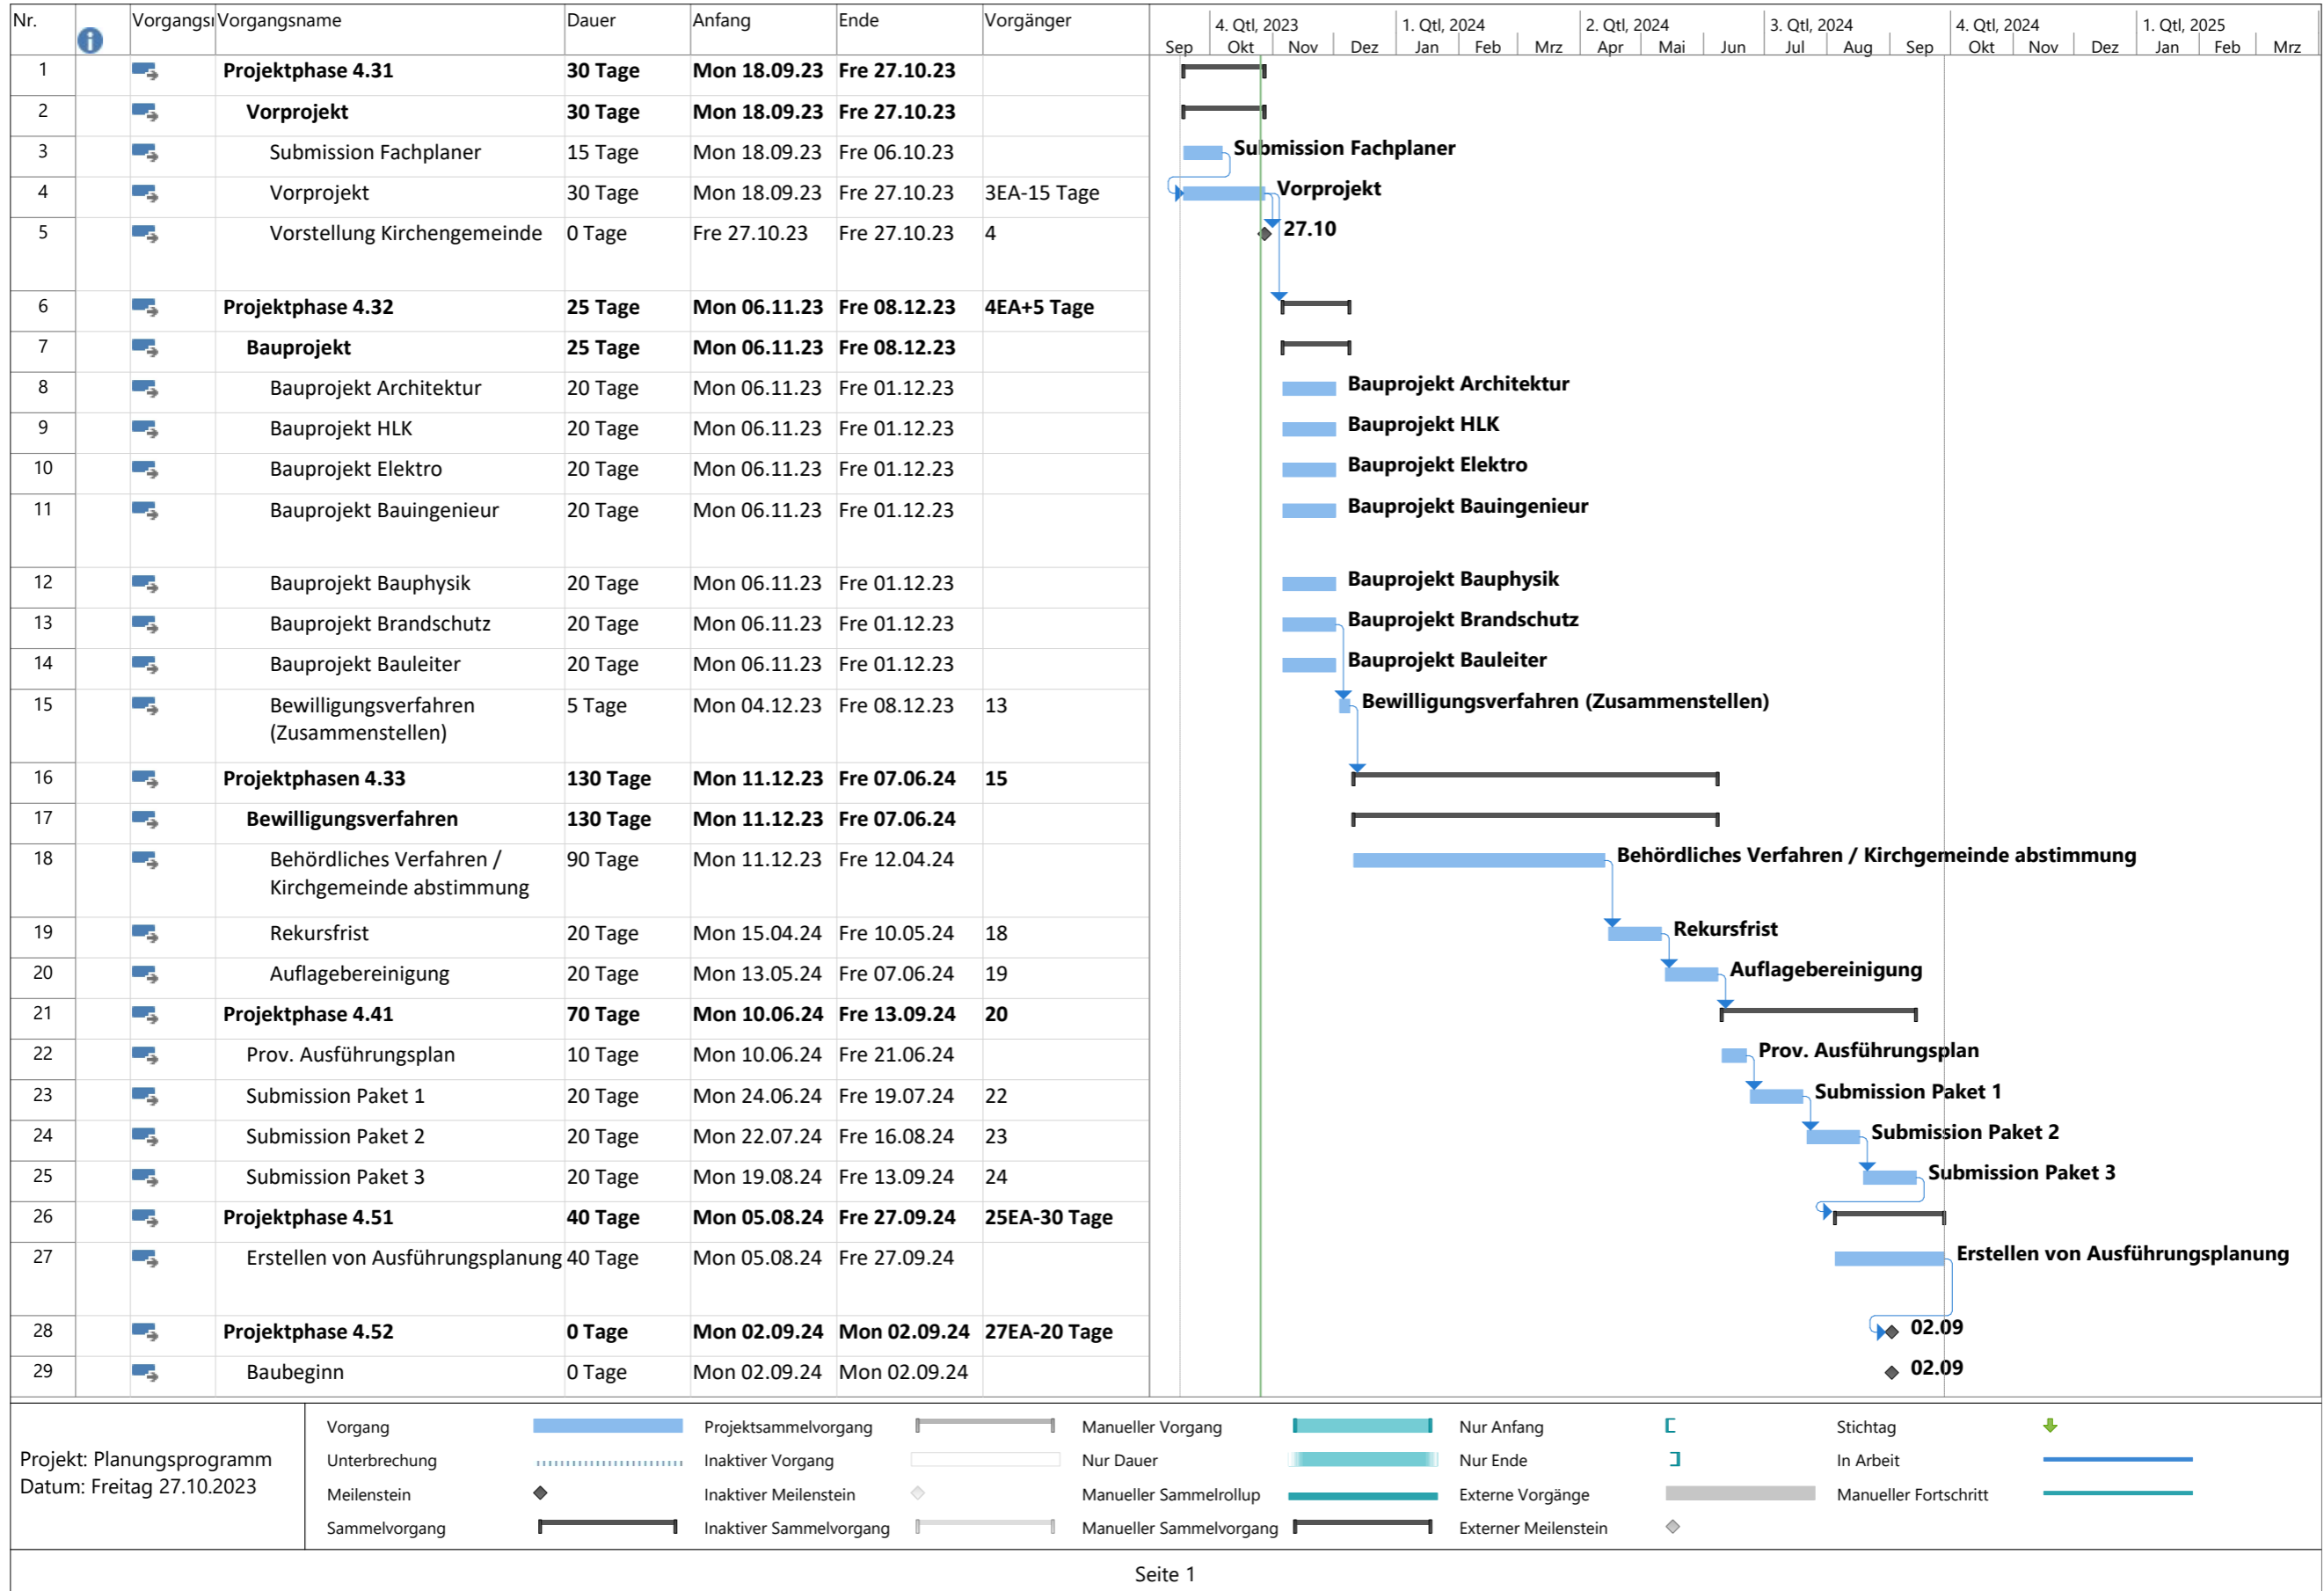 Nr. Vorgangsı Vorgangsname Dauer Anfang Ende Vorgänger
4. Qtl, 2023 1. Qtl, 2024 2. Qtl, 2024 3. Qtl, 2024 4. Qtl, 2024 1. Qtl, 2025
Sep Okt Nov Dez Jan Feb Mrz Apr Mai Jun Jul Aug Sep Okt Nov Dez Jan Feb Mrz
1 Projektphase 4.31 30 Tage Mon 18.09.23 Fre 27.10.23
2 Vorprojekt 30 Tage Mon 18.09.23 Fre 27.10.23
3 Submission Fachplaner 15 Tage Mon 18.09.23 Fre 06.10.23 Submission Fachplaner
4 Vorprojekt 30 Tage Mon 18.09.23 Fre 27.10.23 3EA-15 Tage Vorprojekt
5 Vorstellung Kirchengemeinde 0 Tage Fre 27.10.23 Fre 27.10.23 4 27.10
6 Projektphase 4.32 25 Tage Mon 06.11.23 Fre 08.12.23 4EA+5 Tage
7 Bauprojekt 25 Tage Mon 06.11.23 Fre 08.12.23
8 Bauprojekt Architektur 20 Tage Mon 06.11.23 Fre 01.12.23 Bauprojekt Architektur
9 Bauprojekt HLK 20 Tage Mon 06.11.23 Fre 01.12.23 Bauprojekt HLK
10 Bauprojekt Elektro 20 Tage Mon 06.11.23 Fre 01.12.23 Bauprojekt Elektro
11 Bauprojekt Bauingenieur 20 Tage Mon 06.11.23 Fre 01.12.23 Bauprojekt Bauingenieur
12 Bauprojekt Bauphysik 20 Tage Mon 06.11.23 Fre 01.12.23 Bauprojekt Bauphysik
13 Bauprojekt Brandschutz 20 Tage Mon 06.11.23 Fre 01.12.23 Bauprojekt Brandschutz
14 Bauprojekt Bauleiter 20 Tage Mon 06.11.23 Fre 01.12.23 Bauprojekt Bauleiter
15 Bewilligungsverfahren 5 Tage Mon 04.12.23 Fre 08.12.23 13 Bewilligungsverfahren (Zusammenstellen)
(Zusammenstellen)
16 Projektphasen 4.33 130 Tage Mon 11.12.23 Fre 07.06.24 15
17 Bewilligungsverfahren 130 Tage Mon 11.12.23 Fre 07.06.24
18 Behördliches Verfahren / 90 Tage Mon 11.12.23 Fre 12.04.24 Behördliches Verfahren / Kirchgemeinde abstimmung
Kirchgemeinde abstimmung
19 Rekursfrist 20 Tage Mon 15.04.24 Fre 10.05.24 18 Rekursfrist
20 Auflagebereinigung 20 Tage Mon 13.05.24 Fre 07.06.24 19 Auflagebereinigung
21 Projektphase 4.41 70 Tage Mon 10.06.24 Fre 13.09.24 20
22 Prov. Ausführungsplan 10 Tage Mon 10.06.24 Fre 21.06.24 Prov. Ausführungsplan
23 Submission Paket 1 20 Tage Mon 24.06.24 Fre 19.07.24 22 Submission Paket 1
24 Submission Paket 2 20 Tage Mon 22.07.24 Fre 16.08.24 23 Submission Paket 2
25 Submission Paket 3 20 Tage Mon 19.08.24 Fre 13.09.24 24 Submission Paket 3
26 Projektphase 4.51 40 Tage Mon 05.08.24 Fre 27.09.24 25EA-30 Tage
27 Erstellen von Ausführungsplanung 40 Tage Mon 05.08.24 Fre 27.09.24 Erstellen von Ausführungsplanung
28 Projektphase 4.52 0 Tage Mon 02.09.24 Mon 02.09.24 27EA-20 Tage 02.09
29 Baubeginn 0 Tage Mon 02.09.24 Mon 02.09.24 02.09
Projekt: Planungsprogramm
Datum: Freitag 27.10.2023
Vorgang Projektsammelvorgang Manueller Vorgang Nur Anfang Stichtag
Unterbrechung Inaktiver Vorgang Nur Dauer Nur Ende In Arbeit
Meilenstein Inaktiver Meilenstein Manueller Sammelrollup Externe Vorgänge Manueller Fortschritt
Sammelvorgang Inaktiver Sammelvorgang Manueller Sammelvorgang Externer Meilenstein
Seite 1